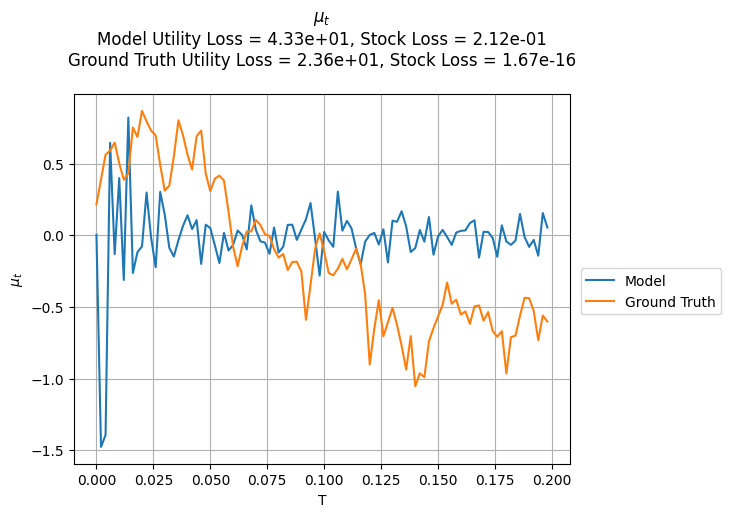 μt
Model Utility Loss = 4.33e+01, Stock Loss = 2.12e-01
Ground Truth Utility Loss = 2.36e+01, Stock Loss = 1.67e-16
0.5
0.0
−0.5
−1.0
−1.5
μt
0.000 0.025 0.050 0.075 0.100 0.125 0.150 0.175 0.200
T
Model
Ground Truth